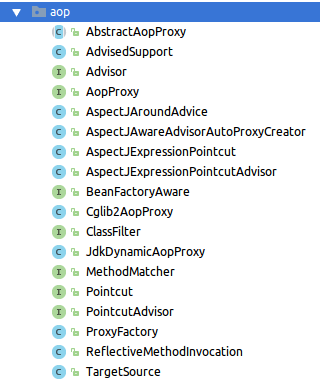 aop
AbstractAopProxy
AdvisedSupport
Advisor
AopProxy
AspectJAroundAdvice
AspectJAwareAdvisorAutoProxyCreator
AspectJExpressionPointcut
AspectJExpressionPointcutAdvisor
BeanFactoryAware
Cglib2AopProxy
ClassFilter
JdkDynamicAopProxy
MethodMatcher
Pointcut
PointcutAdvisor
ProxyFactory
ReflectiveMethodInvocation
TargetSource